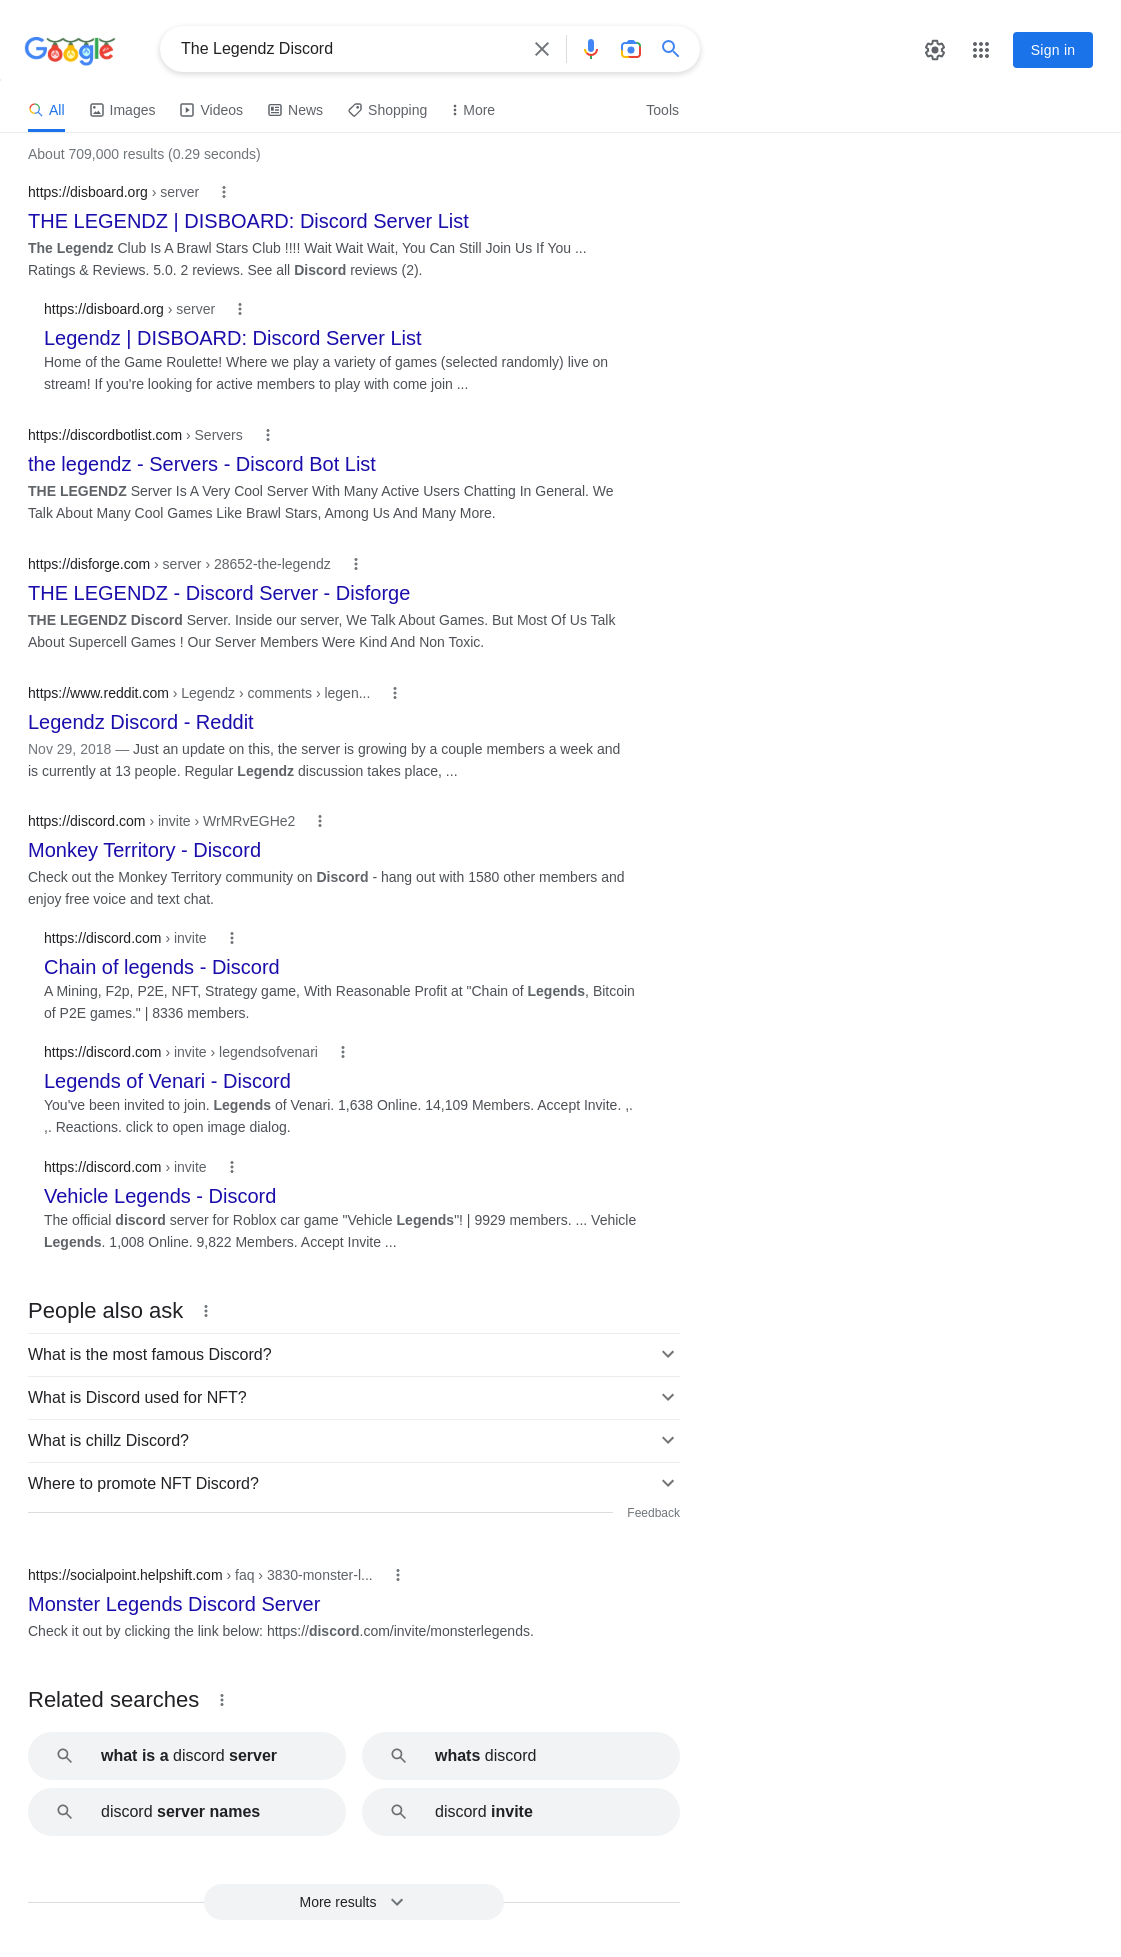 Google
The Legendz Discord
Sign in
All
Images
Videos
News
Shopping
More
Tools
About 709,000 results (0.29 seconds)
https://disboard.org › server
THE LEGENDZ | DISBOARD: Discord Server List
The Legendz Club Is A Brawl Stars Club !!!! Wait Wait Wait, You Can Still Join Us If You ...
Ratings & Reviews. 5.0. 2 reviews. See all Discord reviews (2).
https://disboard.org › server
Legendz | DISBOARD: Discord Server List
Home of the Game Roulette! Where we play a variety of games (selected randomly) live on
stream! If you're looking for active members to play with come join ...
https://discordbotlist.com › Servers
the legendz - Servers - Discord Bot List
THE LEGENDZ Server Is A Very Cool Server With Many Active Users Chatting In General. We
Talk About Many Cool Games Like Brawl Stars, Among Us And Many More.
https://disforge.com › server › 28652-the-legendz
THE LEGENDZ - Discord Server - Disforge
THE LEGENDZ Discord Server. Inside our server, We Talk About Games. But Most Of Us Talk
About Supercell Games ! Our Server Members Were Kind And Non Toxic.
https://www.reddit.com › Legendz › comments › legen...
Legendz Discord - Reddit
Nov 29, 2018 — Just an update on this, the server is growing by a couple members a week and
is currently at 13 people. Regular Legendz discussion takes place, ...
https://discord.com › invite › WrMRvEGHe2
Monkey Territory - Discord
Check out the Monkey Territory community on Discord - hang out with 1580 other members and
enjoy free voice and text chat.
https://discord.com › invite
Chain of legends - Discord
A Mining, F2p, P2E, NFT, Strategy game, With Reasonable Profit at "Chain of Legends, Bitcoin
of P2E games." | 8336 members.
https://discord.com › invite › legendsofvenari
Legends of Venari - Discord
You've been invited to join. Legends of Venari. 1,638 Online. 14,109 Members. Accept Invite. ,.
,. Reactions. click to open image dialog.
https://discord.com › invite
Vehicle Legends - Discord
The official discord server for Roblox car game "Vehicle Legends"! | 9929 members. ... Vehicle
Legends. 1,008 Online. 9,822 Members. Accept Invite ...
People also ask
What is the most famous Discord?
What is Discord used for NFT?
What is chillz Discord?
Where to promote NFT Discord?
Feedback
https://socialpoint.helpshift.com › faq › 3830-monster-l...
Monster Legends Discord Server
Check it out by clicking the link below: https://discord.com/invite/monsterlegends.
Related searches
what is a discord server
whats discord
discord server names
discord invite
More results